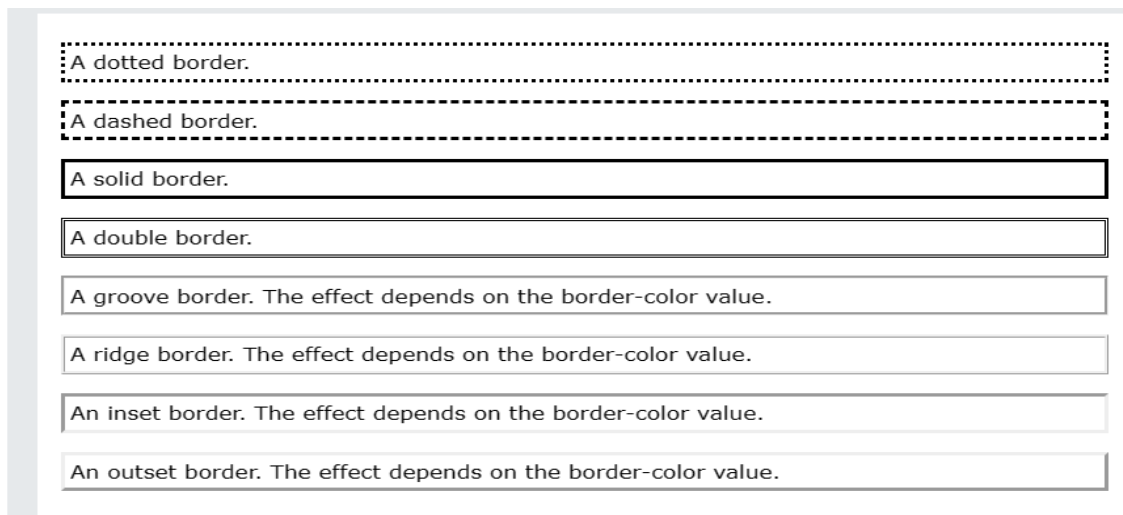 A dotted border.
A dashed border.
A solid border.
A double border.
A groove border. The effect depends on the border-color value.
A ridge border. The effect depends on the border-color value.
An inset border. The effect depends on the border-color value.
An outset border. The effect depends on the border-color value.